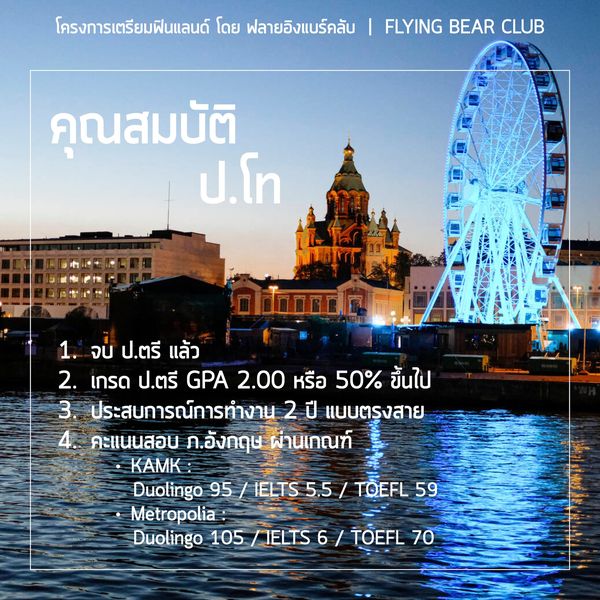 โครงการเตรียมฟินแลนด์ โดย ฟลายอิงแบร์คลับ | FLYING BEAR CLUB
คุณสมบัติ
ป.โท
1. จบ ป.ตรี แล้ว
2. เกรด ป.ตรี GPA 2.00 หรือ 50% ขึ้นไป
3. ประสบการณ์การทำงาน 2 ปี แบบตรงสาย
4. คะแนนสอบ ภ.อังกฤษ ผ่านเกณฑ์
• KAMK :
Duolingo 95 / IELTS 5.5 / TOEFL 59
• Metropolia :
Duolingo 105 / IELTS 6 / TOEFL 70